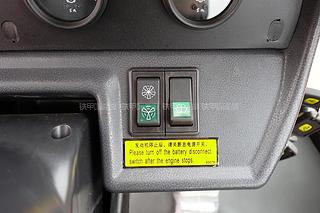 发动机停止后，请关断总电源开关。
Please turn off the battery disconnect
switch after the engine stops.